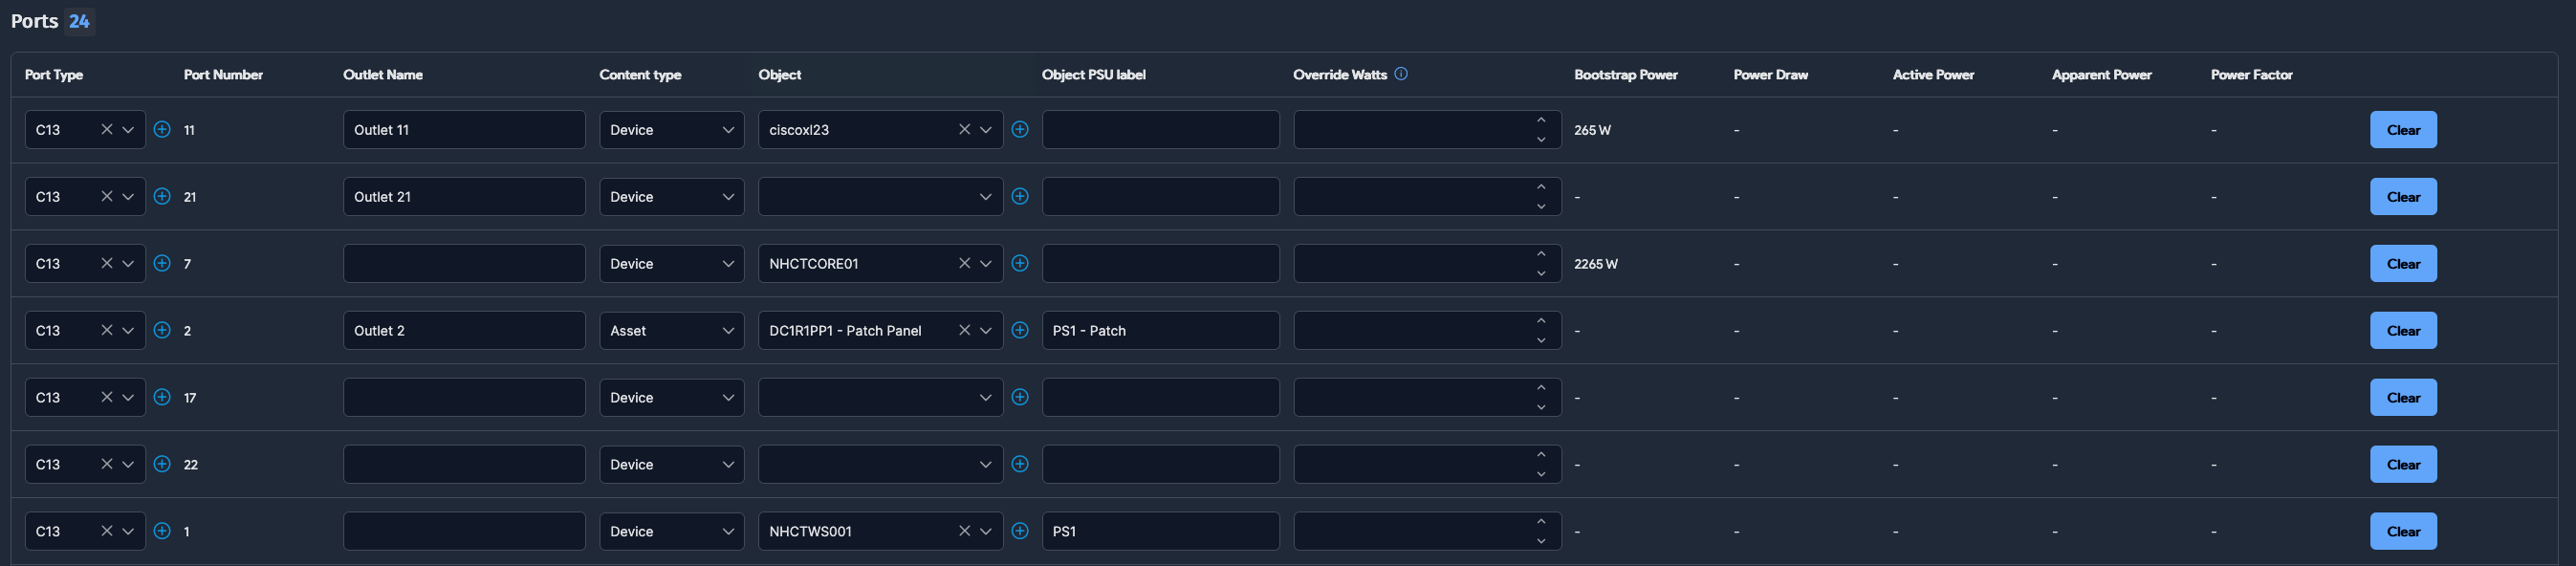 Ports 24
Port Type Port Number Outlet Name Content type Object Object PSU label Override Watts Bootstrap Power Power Draw Active Power Apparent Power Power Factor
C13 11 Outlet 11 Device ciscoxl23 265 W - - - - Clear
C13 21 Outlet 21 Device - - - - - Clear
C13 7 Device NHCTCORE01 2265 W - - - - Clear
C13 2 Outlet 2 Asset DC1R1PP1 - Patch Panel PS1 - Patch - - - - - Clear
C13 17 Device - - - - - Clear
C13 22 Device - - - - - Clear
C13 1 Device NHCTWS001 PS1 - - - - - Clear